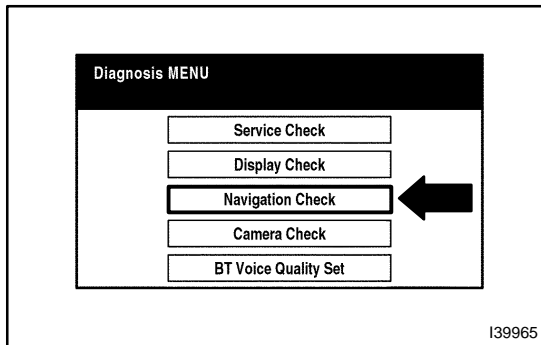 Diagnosis MENU
Service Check
Display Check
Navigation Check
Camera Check
BT Voice Quality Set
I39965